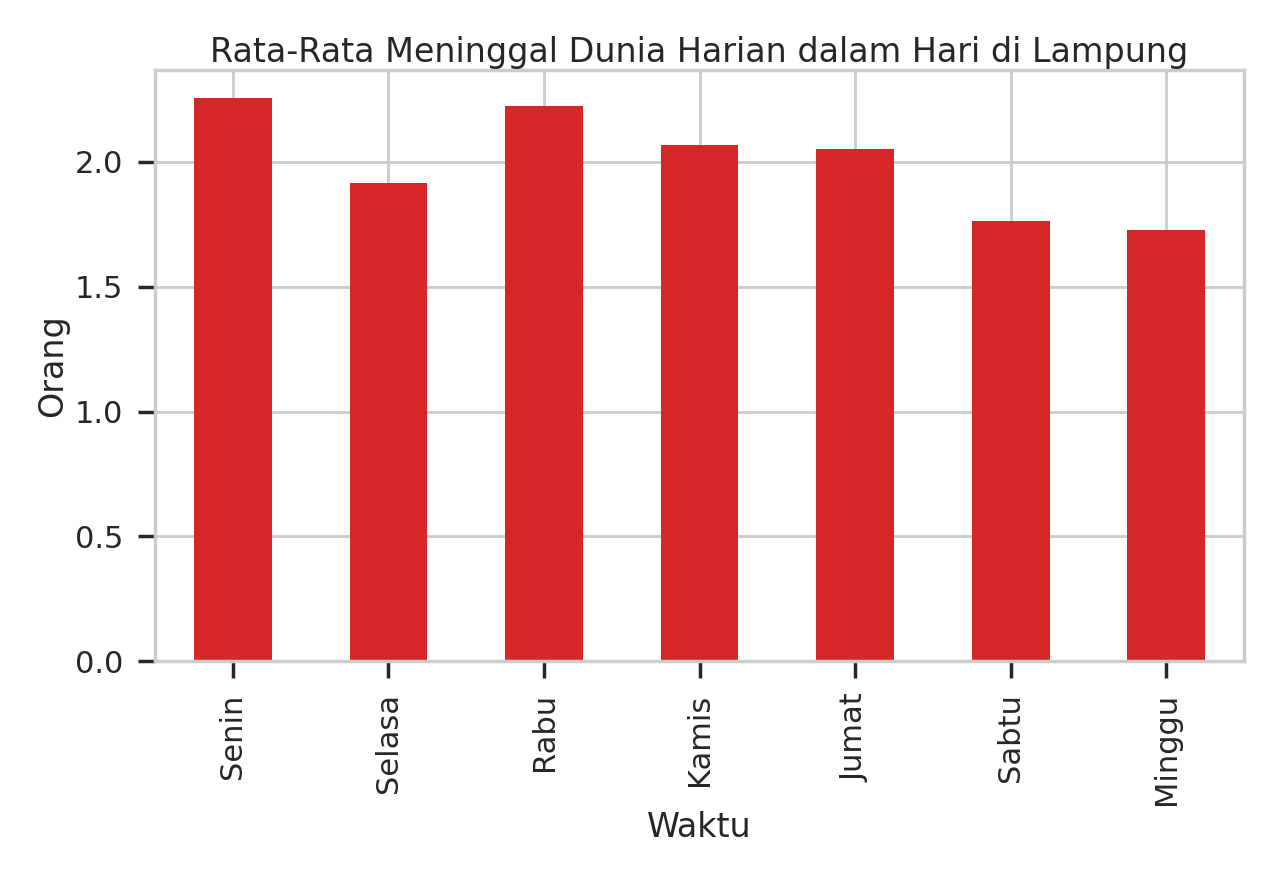 Rata-Rata Meninggal Dunia Harian dalam Hari di Lampung
2.0
1.5
1.0
0.5
0.0
Orang
Senin
Selasa
Rabu
Kamis
Jumat
Sabtu
Minggu
Waktu